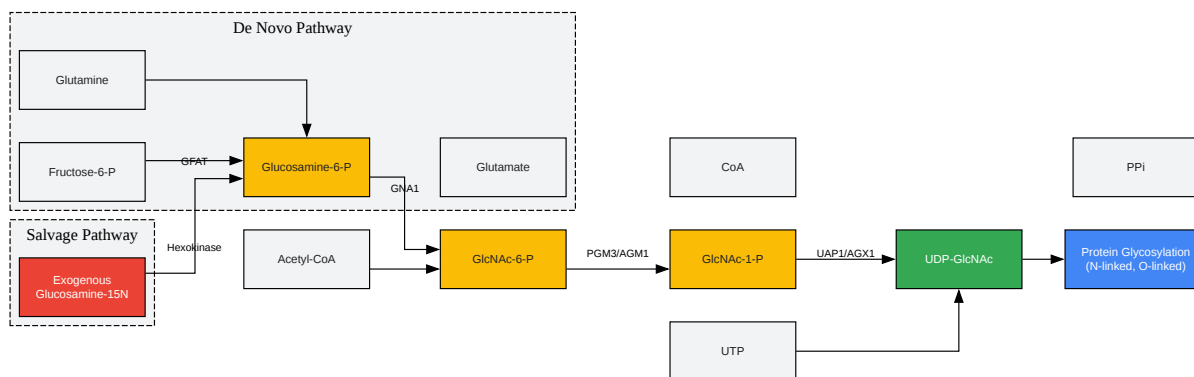 De Novo Pathway
Glutamine
Fructose-6-P
GFAT
Glucosamine-6-P
GNA1
Glutamate
CoA
PPi
Salvage Pathway
Hexokinase
Exogenous
Glucosamine-15N
Acetyl-CoA
GlcNAc-6-P
PGM3/AGM1
GlcNAc-1-P
UAP1/AGX1
UDP-GlcNAc
Protein Glycosylation
(N-linked, O-linked)
UTP